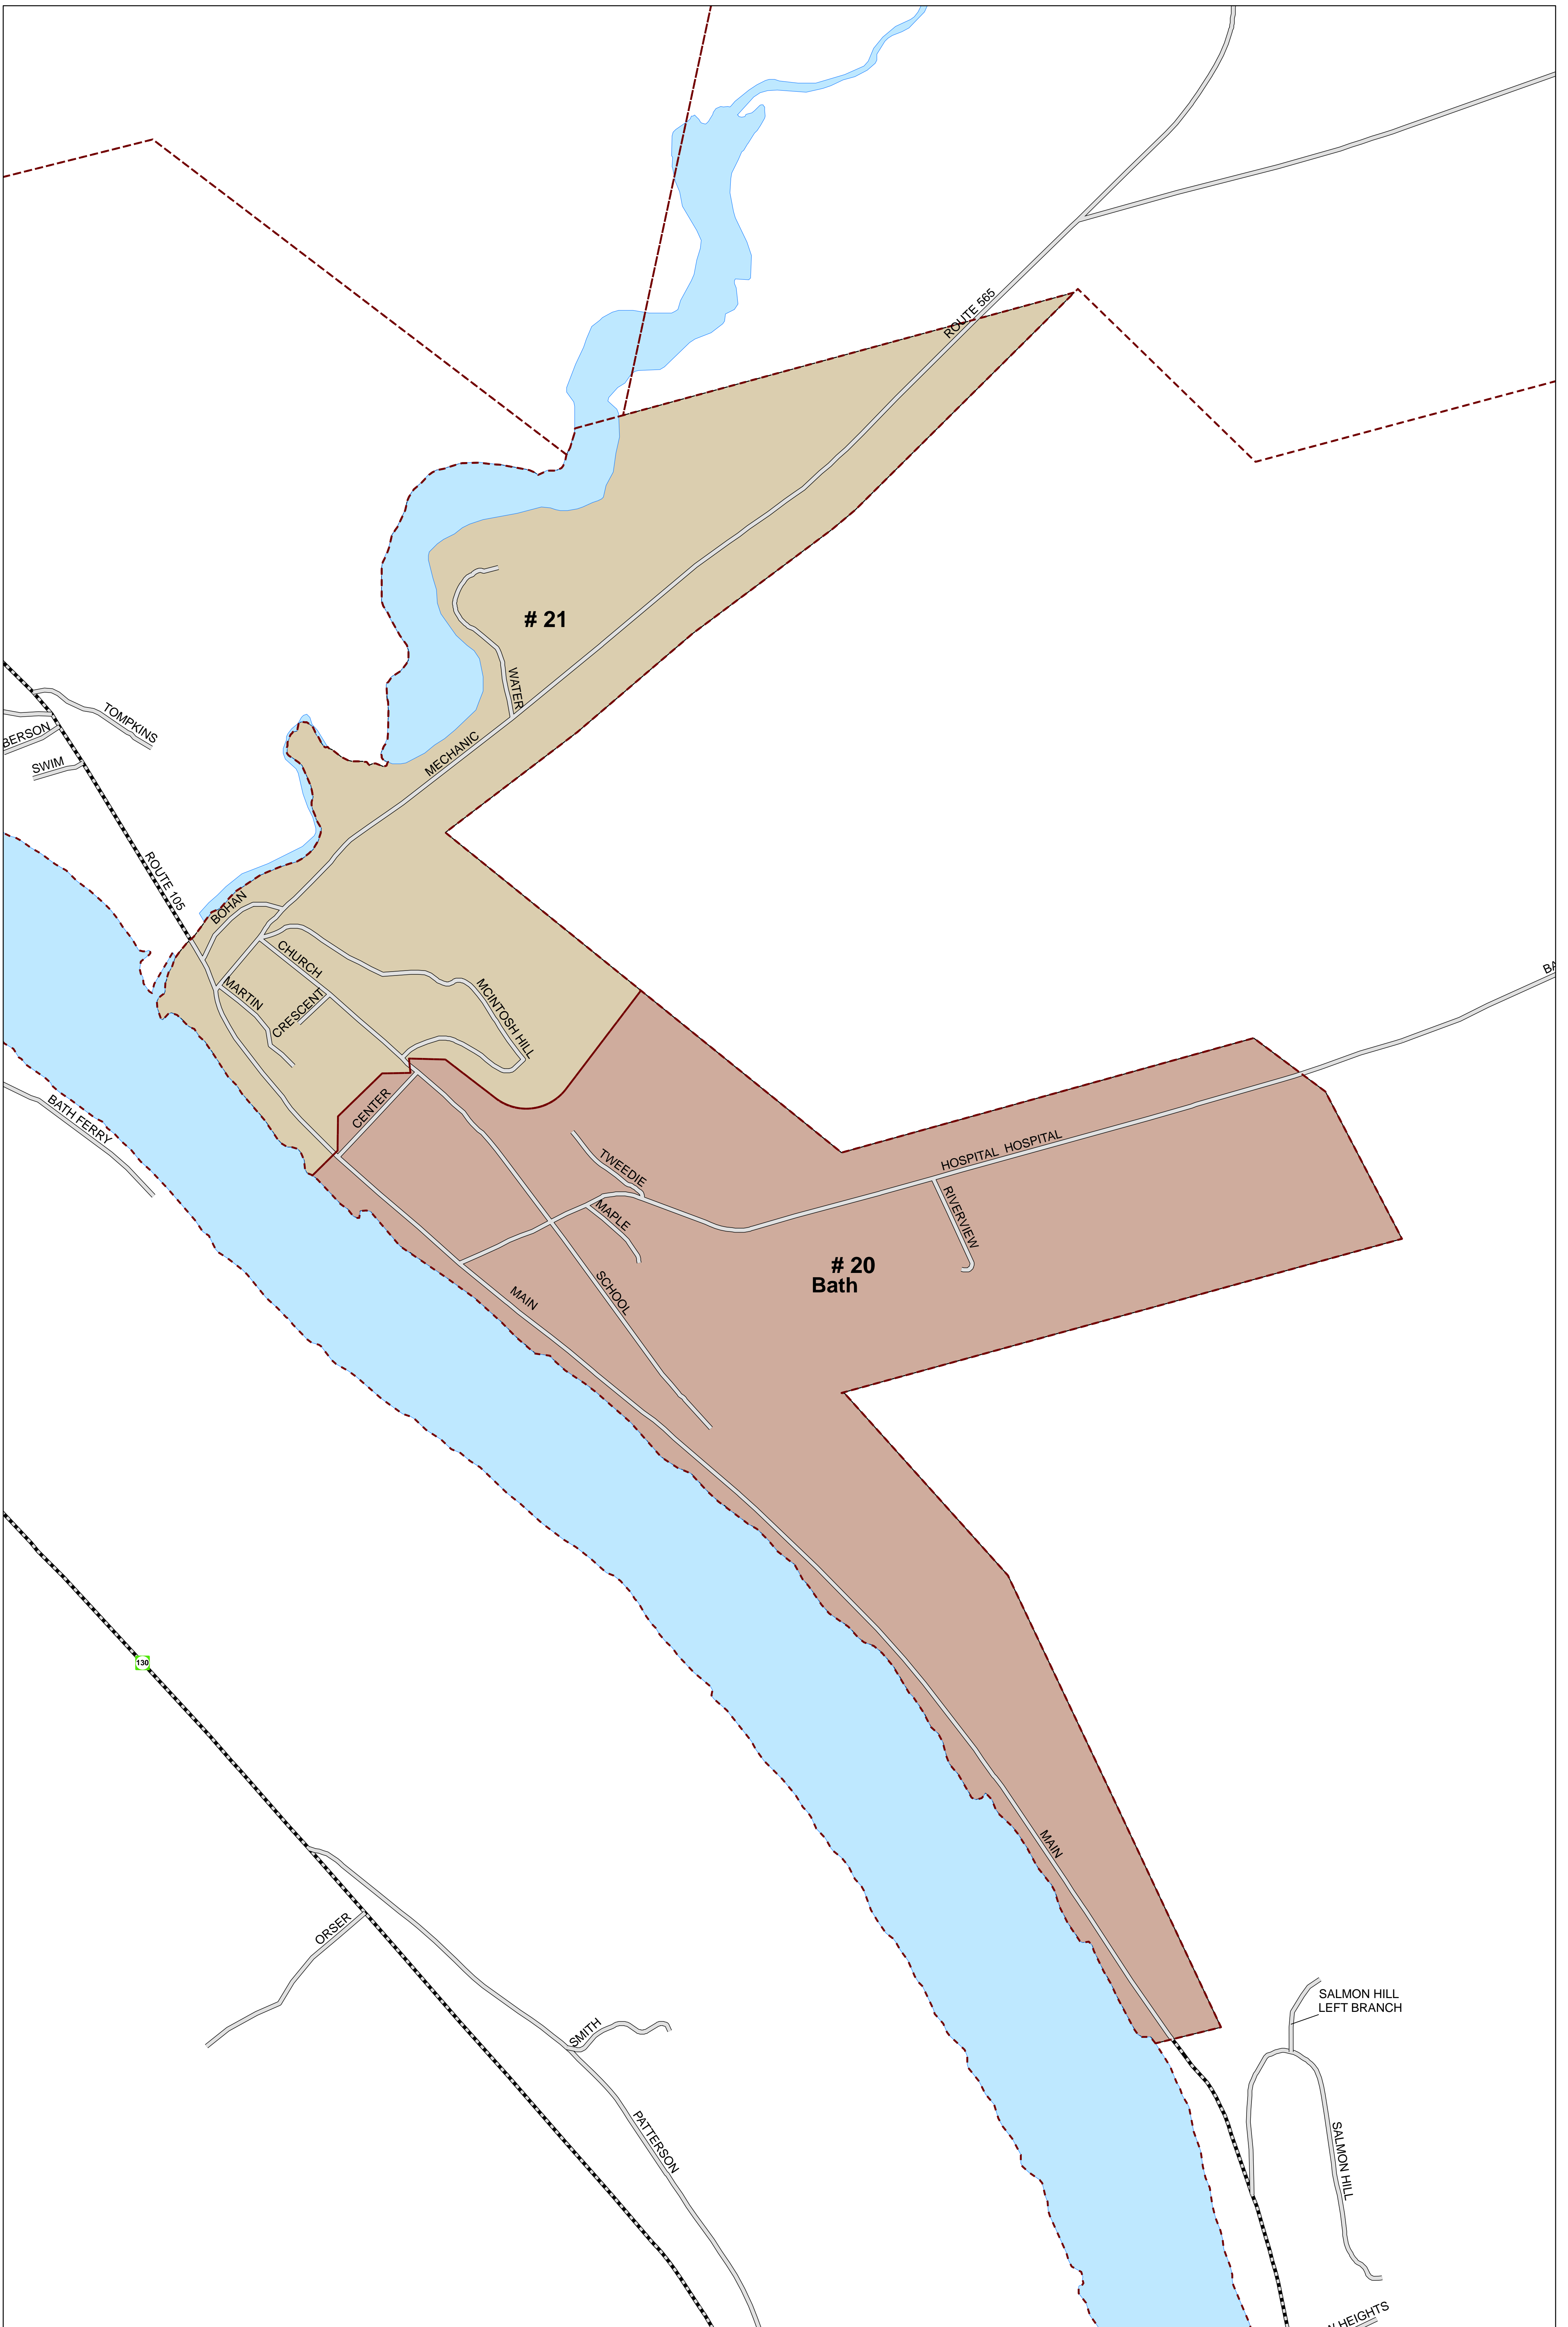 ROUTE 565
# 21
WATER
TOMPKINS
BERSON
SWIM
MECHANIC
ROUTE 105
BOHAN
CHURCH
MARTIN
CRESCENT
MCINTOSH HILL
BA
CENTER
BATH FERRY
TWEEDIE
HOSPITAL HOSPITAL
MAPLE
RIVERVIEW
# 20
Bath
SCHOOL
MAIN
130
MAIN
ORSER
SALMON HILL
LEFT BRANCH
SMITH
PATTERSON
SALMON HILL
HEIGHTS